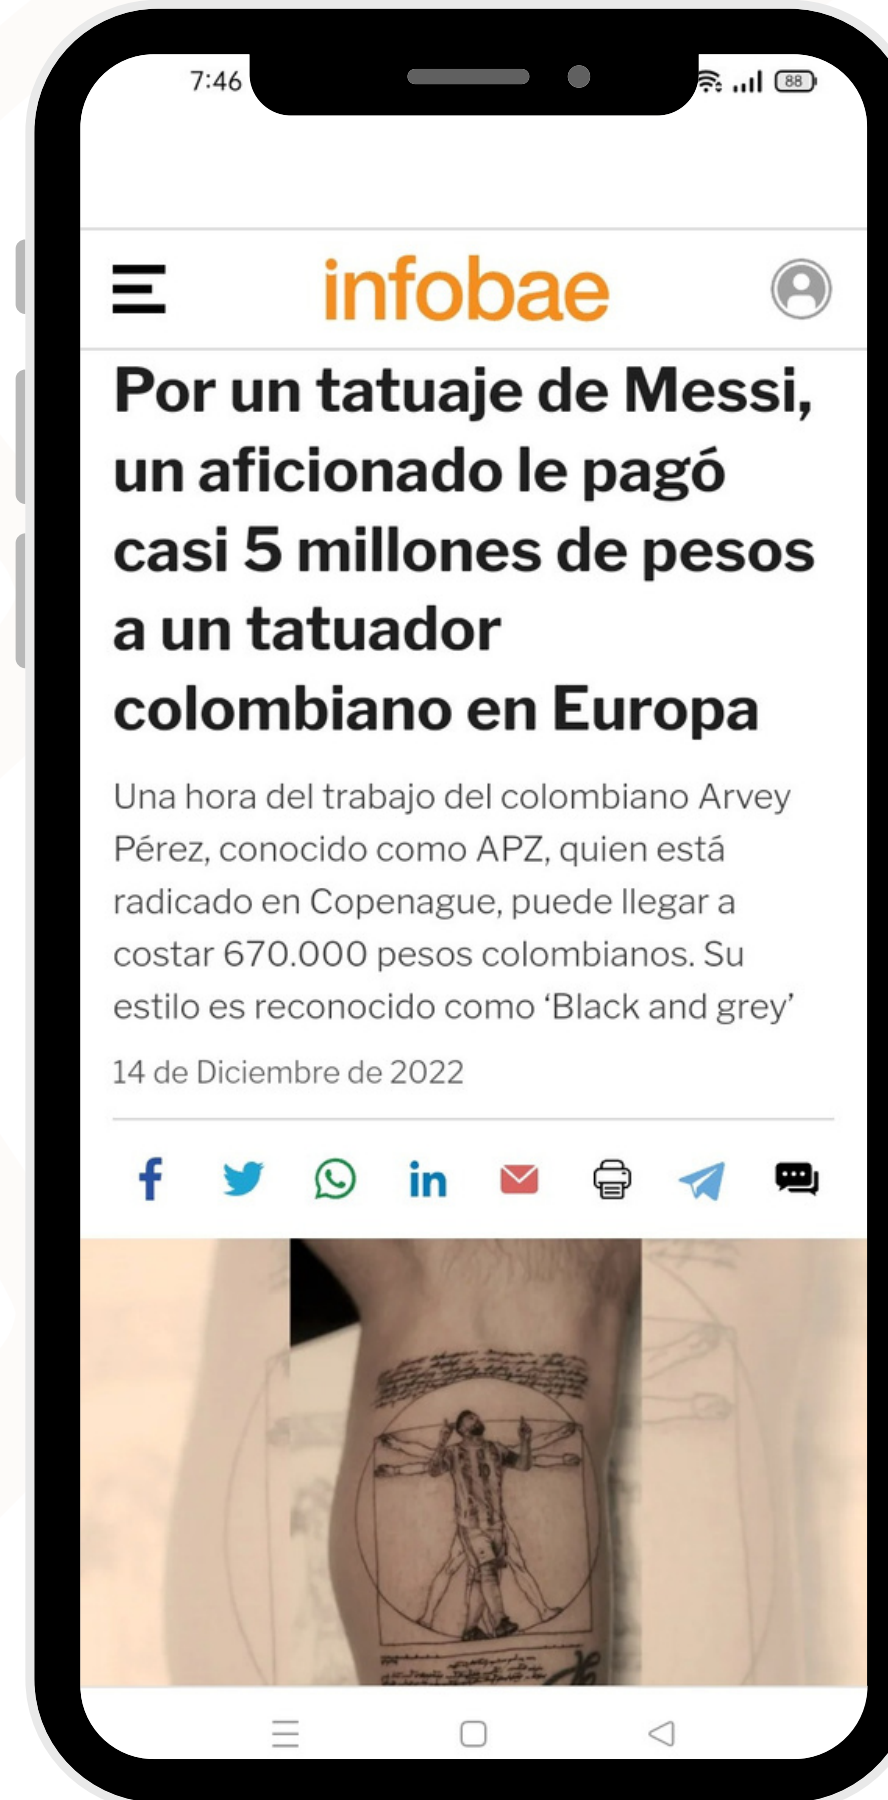 7:46
88
infobae
Por un tatuaje de Messi,
un aficionado le pagó
casi 5 millones de pesos
a un tatuador
colombiano en Europa
Una hora del trabajo del colombiano Arvey
Pérez, conocido como APZ, quien está
radicado en Copenague, puede llegar a
costar 670.000 pesos colombianos. Su
estilo es reconocido como ‘Black and grey’
14 de Diciembre de 2022